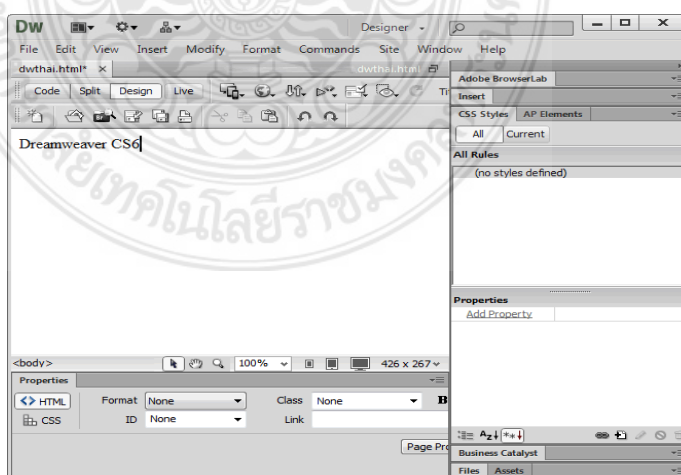 Dw Designer
File Edit View Insert Modify Format Commands Site Window Help
dwthai.html* × dwthai.html
Code Split Design Live
Dreamweaver CS6
<body> 100% 426 x 267
Properties
<> HTML Format None Class None B
CSS ID None Link
Page Pro
Adobe BrowserLab
Insert
CSS Styles AP Elements
All Current
All Rules
(no styles defined)
Properties
Add Property
Business Catalyst
Files Assets